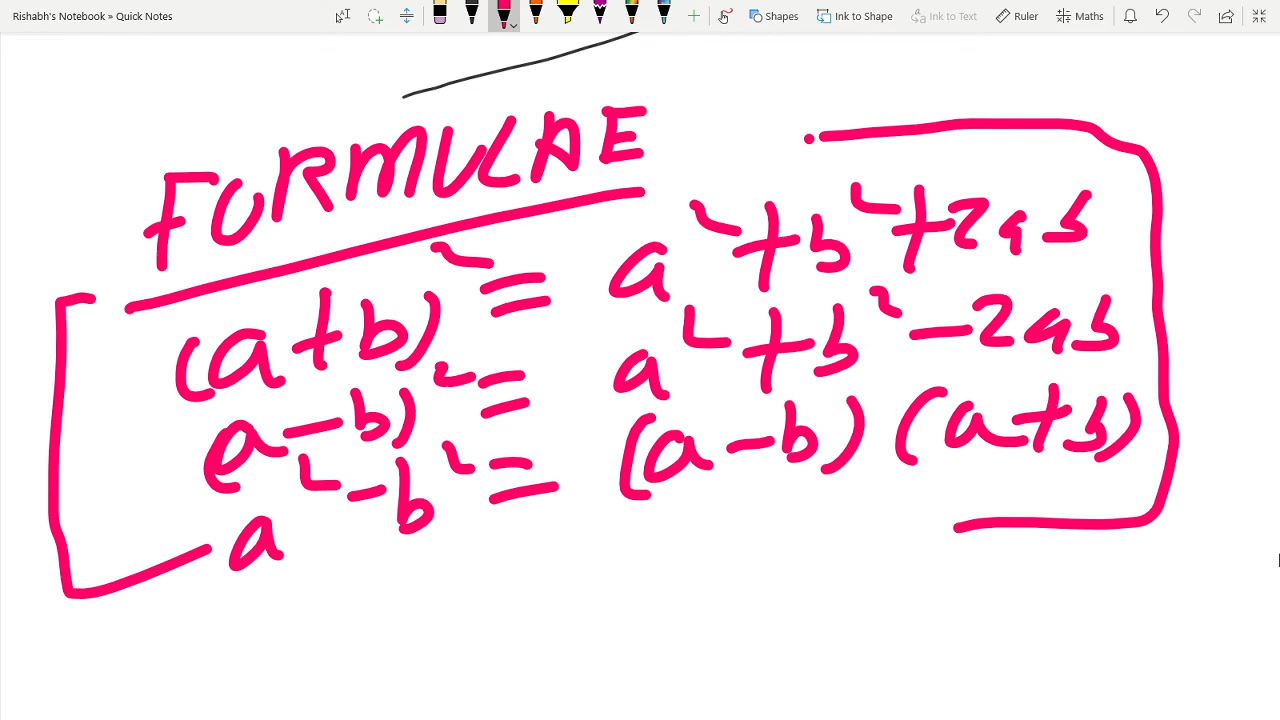 Rishabh's Notebook » Quick Notes
Shapes Ink to Shape Ink to Text Ruler Maths
FORMULAE
(a+b)² = a²+b²+2ab
a-b)² = a²+b²-2ab
a²-b² = (a-b) (a+b)